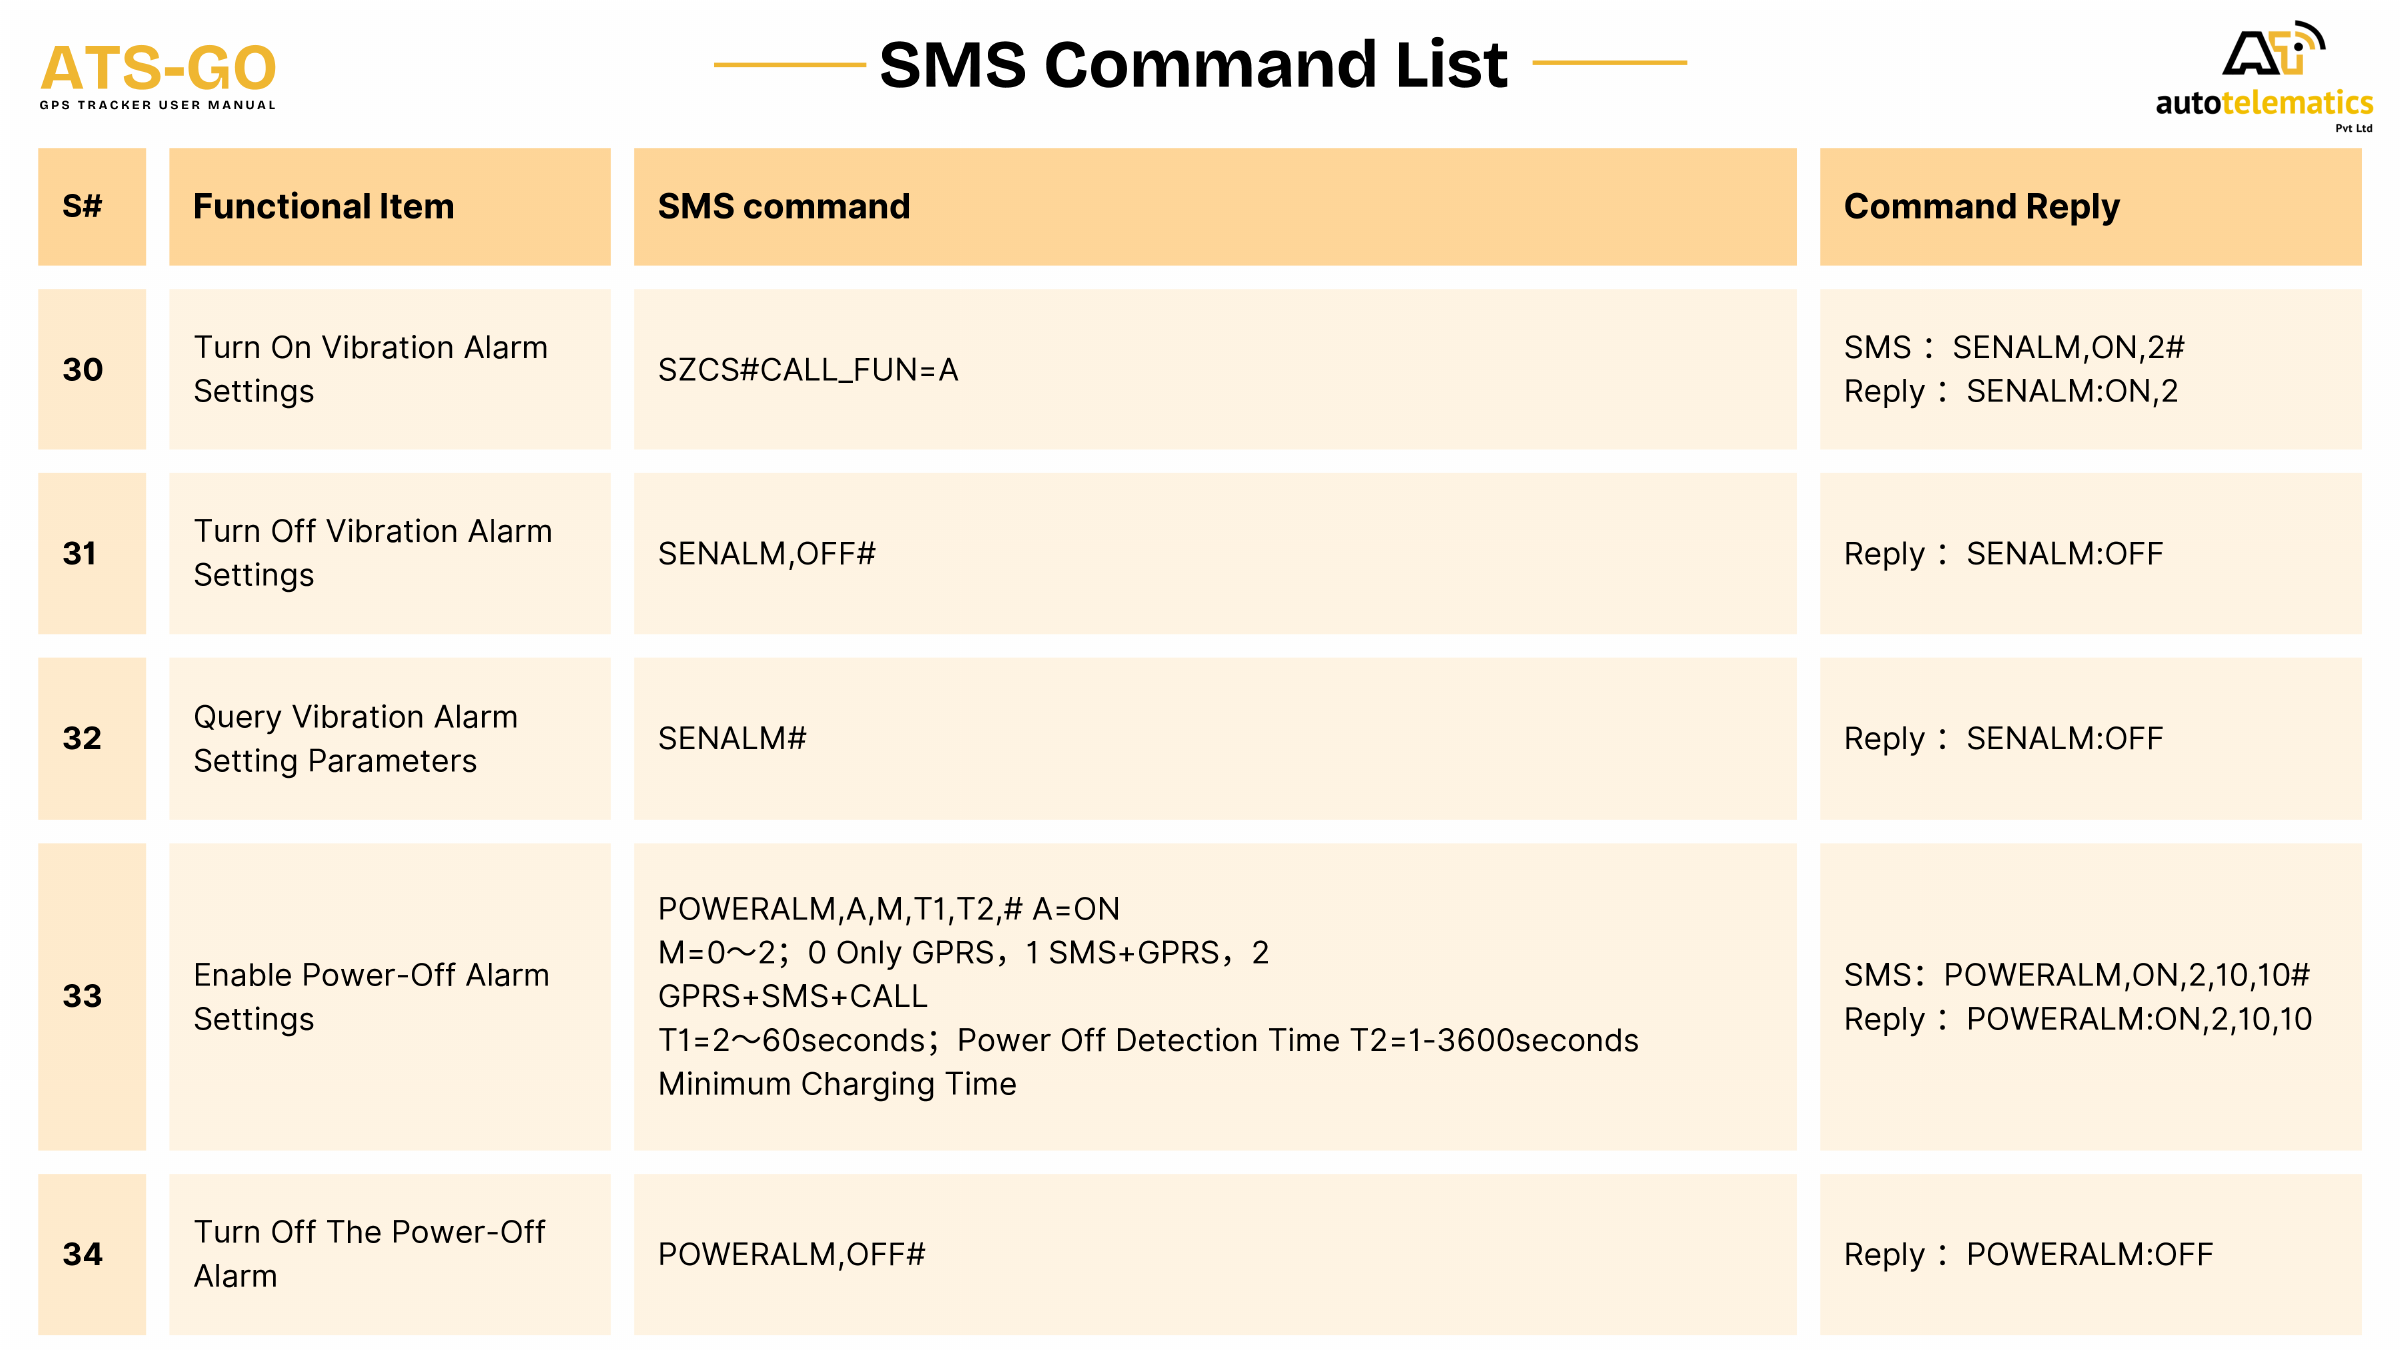 ATS-GO
GPS TRACKER USER MANUAL
SMS Command List
autotelematics
Pvt Ltd
S#
Functional Item
SMS command
Command Reply
30
Turn On Vibration Alarm
Settings
SZCS#CALL_FUN=A
SMS： SENALM,ON,2#
Reply： SENALM:ON,2
31
Turn Off Vibration Alarm
Settings
SENALM,OFF#
Reply： SENALM:OFF
32
Query Vibration Alarm
Setting Parameters
SENALM#
Reply： SENALM:OFF
33
Enable Power-Off Alarm
Settings
POWERALM,A,M,T1,T2,# A=ON
M=0～2；0 Only GPRS，1 SMS+GPRS，2
GPRS+SMS+CALL
T1=2～60seconds；Power Off Detection Time T2=1-3600seconds
Minimum Charging Time
SMS：POWERALM,ON,2,10,10#
Reply： POWERALM:ON,2,10,10
34
Turn Off The Power-Off
Alarm
POWERALM,OFF#
Reply： POWERALM:OFF